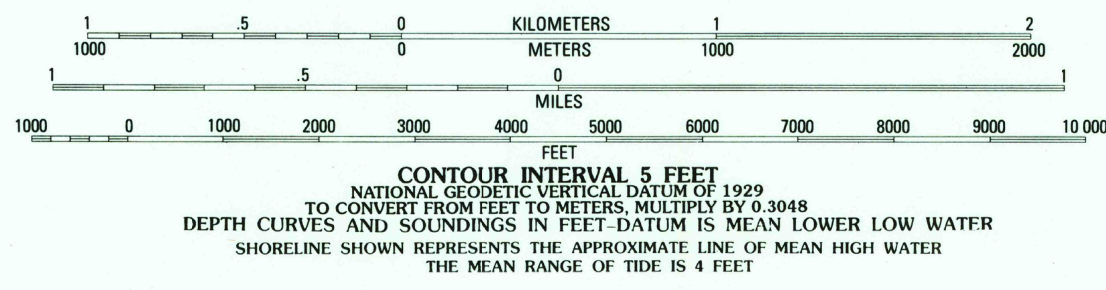 1 .5 0 KILOMETERS 1 2
1000 0 METERS 1000 2000
1 .5 0 1
MILES
1000 0 1000 2000 3000 4000 5000 6000 7000 8000 9000 10 000
FEET
CONTOUR INTERVAL 5 FEET
NATIONAL GEODETIC VERTICAL DATUM OF 1929
TO CONVERT FROM FEET TO METERS, MULTIPLY BY 0.3048
DEPTH CURVES AND SOUNDINGS IN FEET–DATUM IS MEAN LOWER LOW WATER
SHORELINE SHOWN REPRESENTS THE APPROXIMATE LINE OF MEAN HIGH WATER
THE MEAN RANGE OF TIDE IS 4 FEET